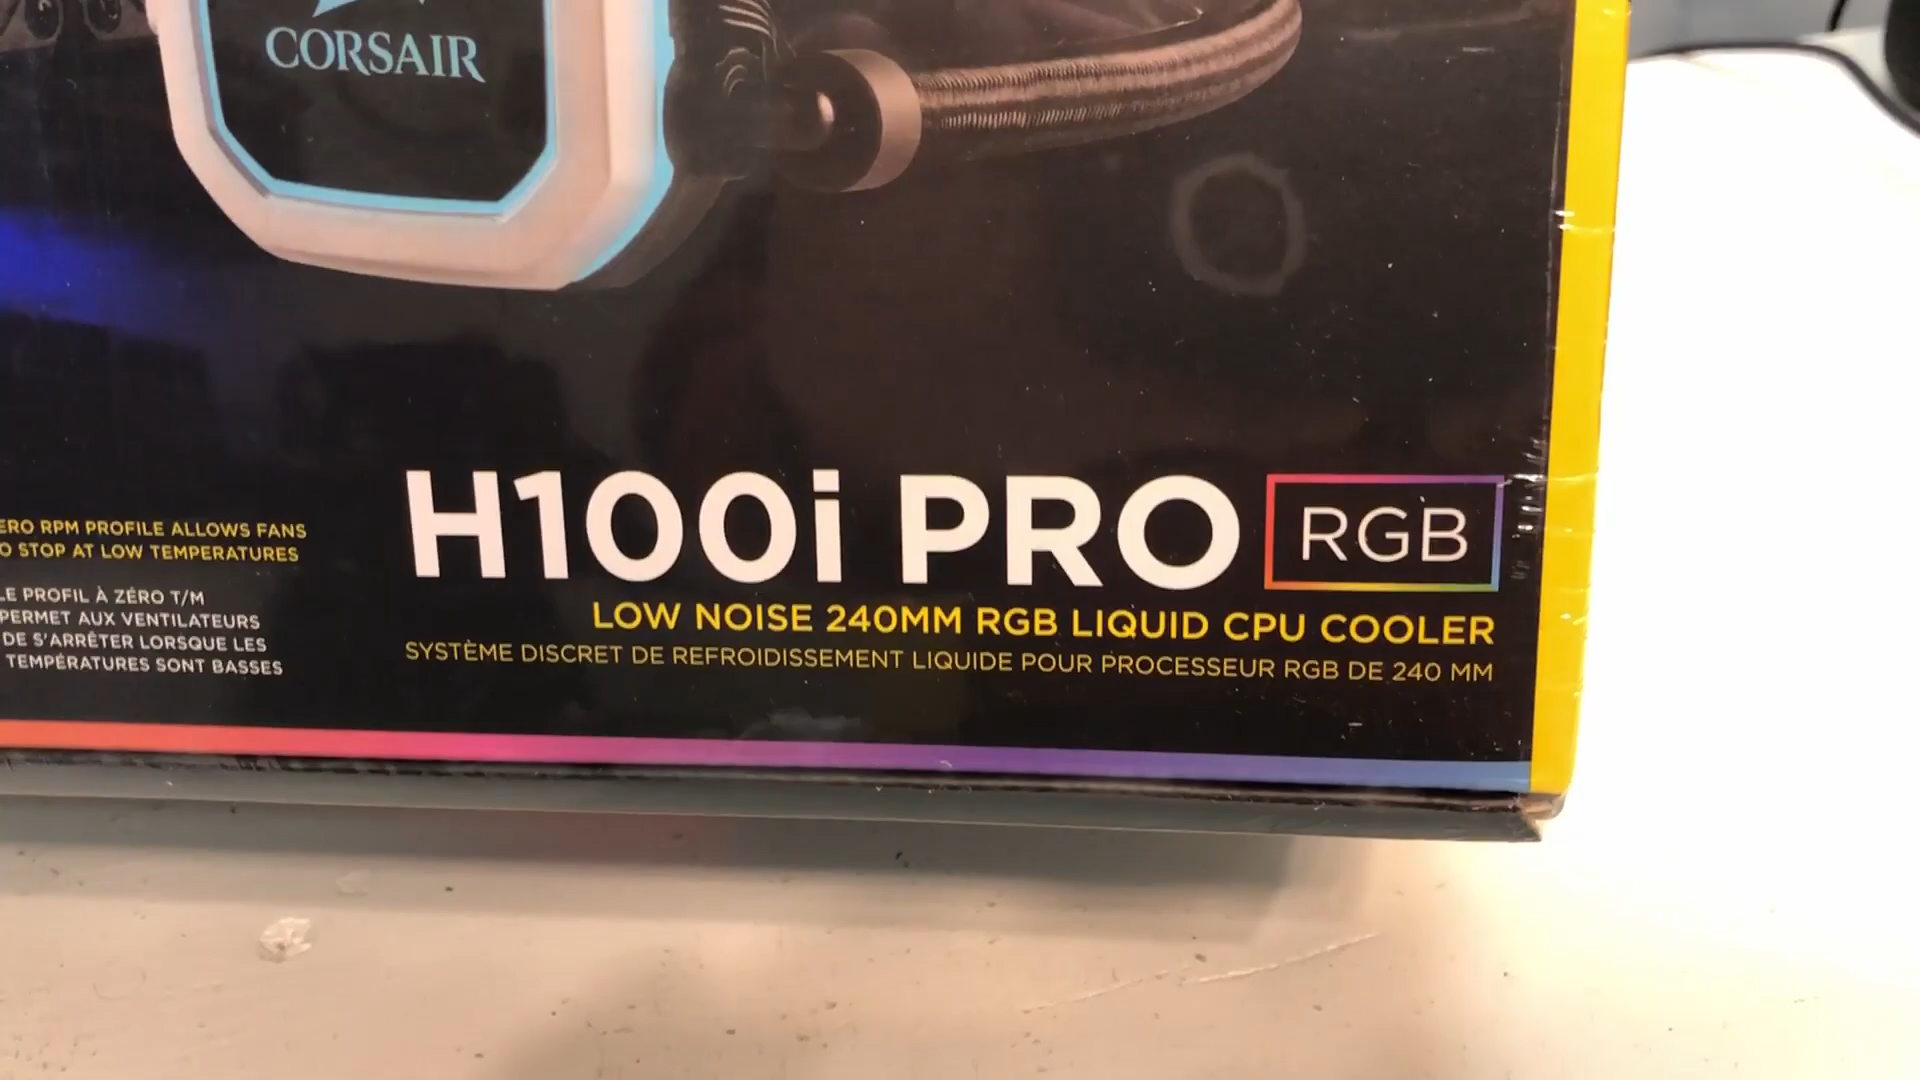 CORSAIR
H100i PRO RGB
LOW NOISE 240MM RGB LIQUID CPU COOLER
SYSTÈME DISCRET DE REFROIDISSEMENT LIQUIDE POUR PROCESSEUR RGB DE 240 MM
ERO RPM PROFILE ALLOWS FANS
O STOP AT LOW TEMPERATURES
LE PROFIL À ZÉRO T/M
PERMET AUX VENTILATEURS
DE S'ARRÊTER LORSQUE LES
TEMPÉRATURES SONT BASSES